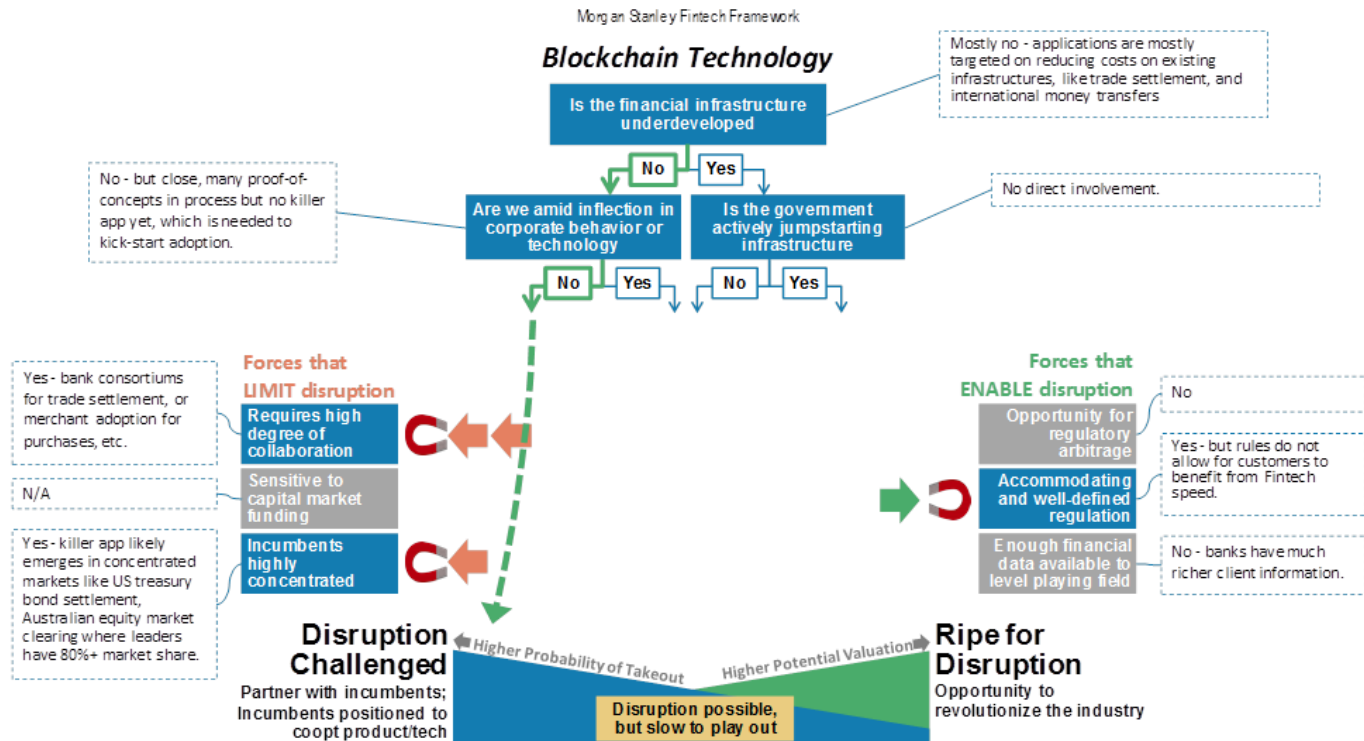 Morgan Stanley Fintech Framework
Blockchain Technology
Mostly no - applications are mostly
targeted on reducing costs on existing
infrastructures, like trade settlement, and
international money transfers
Is the financial infrastructure
underdeveloped
No
Yes
No - but close, many proof-of-
concepts in process but no killer
app yet, which is needed to
kick-start adoption.
Are we amid inflection in
corporate behavior or
technology
Is the government
actively jumpstarting
infrastructure
No direct involvement.
No
Yes
No
Yes
Forces that
LIMIT disruption
Yes - bank consortiums
for trade settlement, or
merchant adoption for
purchases, etc.
Requires high
degree of
collaboration
N/A
Sensitive to
capital market
funding
Yes - killer app likely
emerges in concentrated
markets like US treasury
bond settlement,
Australian equity market
clearing where leaders
have 80%+ market share.
Incumbents
highly
concentrated
Forces that
ENABLE disruption
Opportunity for
regulatory
arbitrage
No
Accommodating
and well-defined
regulation
Yes - but rules do not
allow for customers to
benefit from Fintech
speed.
Enough financial
data available to
level playing field
No - banks have much
richer client information.
Disruption
Challenged
Partner with incumbents;
Incumbents positioned to
coopt product/tech
Higher Probability of Takeout
Higher Potential Valuation
Disruption possible,
but slow to play out
Ripe for
Disruption
Opportunity to
revolutionize the industry